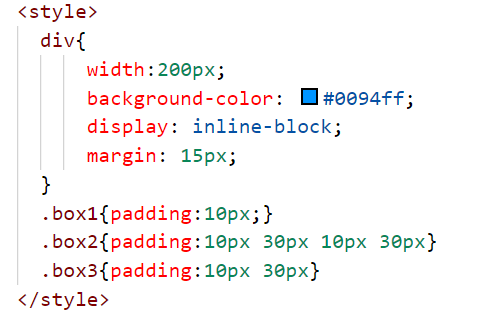 <style>
div{
width:200px;
background-color: #0094ff;
display: inline-block;
margin: 15px;
}
.box1{padding:10px;}
.box2{padding:10px 30px 10px 30px}
.box3{padding:10px 30px}
</style>